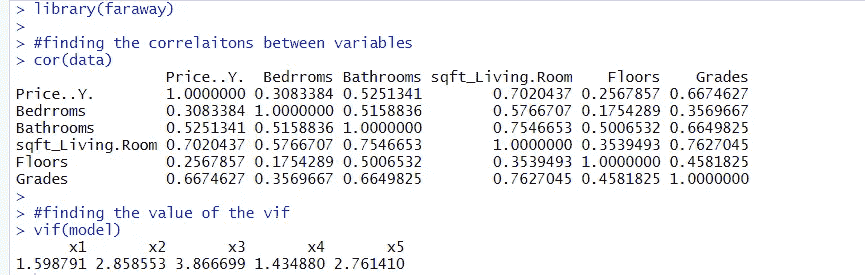 > library(faraway)
>
> #finding the correlaitons between variables
> cor(data)
                 Price..Y.  Bedrroms Bathrooms sqft_Living.Room    Floors    Grades
Price..Y.        1.0000000 0.3083384 0.5251341        0.7020437 0.2567857 0.6674627
Bedrroms         0.3083384 1.0000000 0.5158836        0.5766707 0.1754289 0.3569667
Bathrooms        0.5251341 0.5158836 1.0000000        0.7546653 0.5006532 0.6649825
sqft_Living.Room 0.7020437 0.5766707 0.7546653        1.0000000 0.3539493 0.7627045
Floors           0.2567857 0.1754289 0.5006532        0.3539493 1.0000000 0.4581825
Grades           0.6674627 0.3569667 0.6649825        0.7627045 0.4581825 1.0000000
>
> #finding the value of the vif
> vif(model)
      x1       x2       x3       x4       x5
1.598791 2.858553 3.866699 1.434880 2.761410